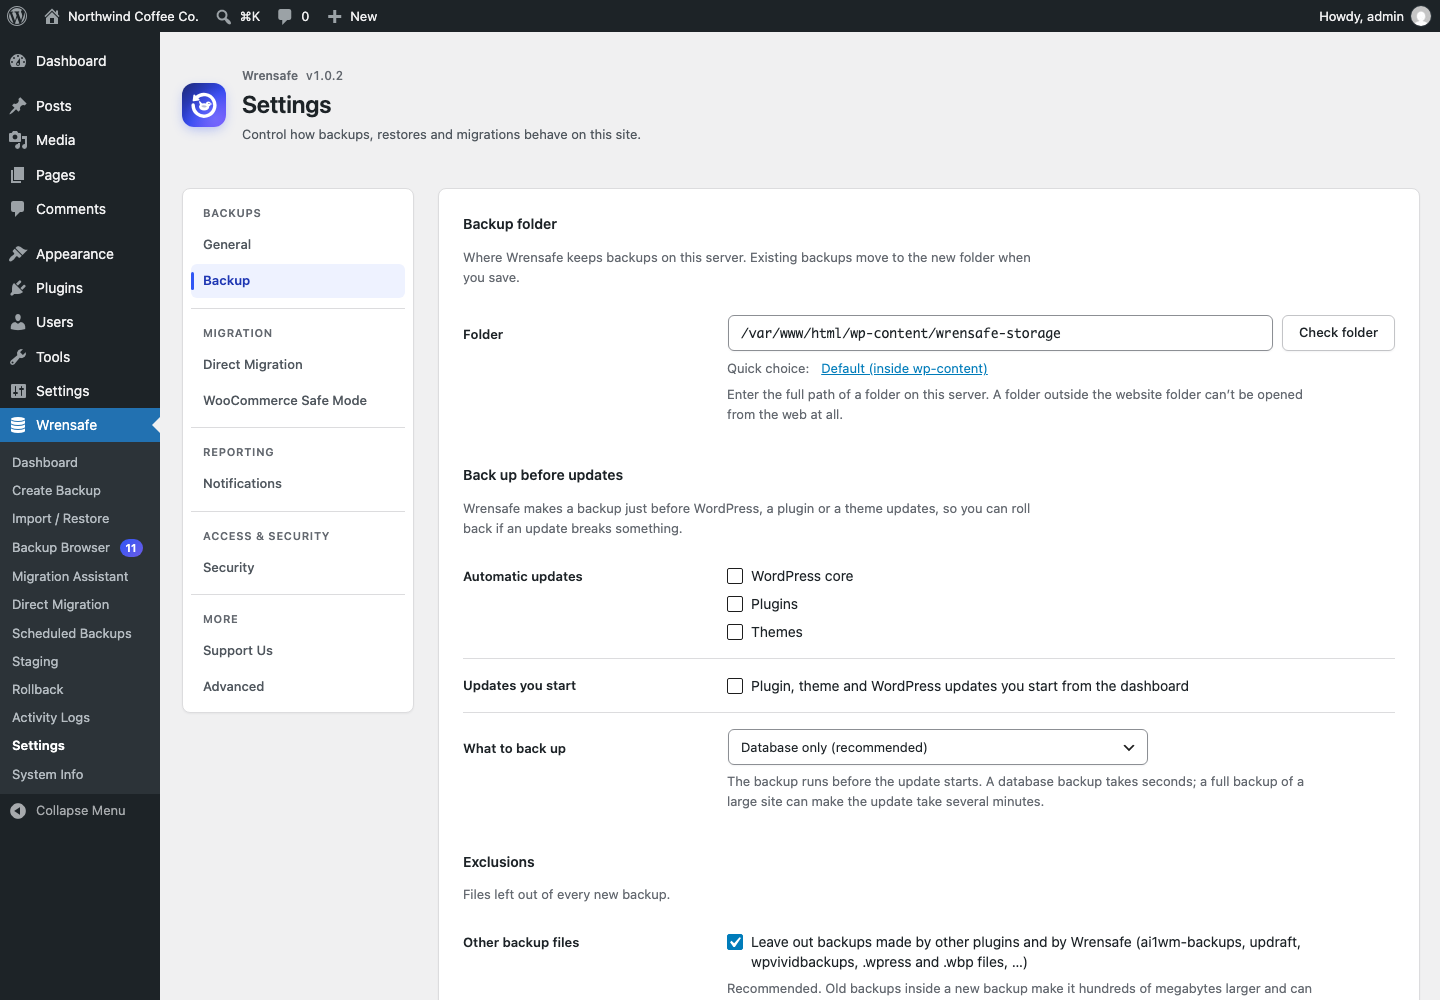 Northwind Coffee Co.
⌘K
0
New
Howdy, admin
Dashboard
Posts
Media
Pages
Comments
Appearance
Plugins
Users
Tools
Settings
Wrensafe
Dashboard
Create Backup
Import / Restore
Backup Browser 11
Migration Assistant
Direct Migration
Scheduled Backups
Staging
Rollback
Activity Logs
Settings
System Info
Collapse Menu
Wrensafe v1.0.2
Settings
Control how backups, restores and migrations behave on this site.
BACKUPS
General
Backup
MIGRATION
Direct Migration
WooCommerce Safe Mode
REPORTING
Notifications
ACCESS & SECURITY
Security
MORE
Support Us
Advanced
Backup folder
Where Wrensafe keeps backups on this server. Existing backups move to the new folder when
you save.
Folder
/var/www/html/wp-content/wrensafe-storage
Check folder
Quick choice: Default (inside wp-content)
Enter the full path of a folder on this server. A folder outside the website folder can't be opened
from the web at all.
Back up before updates
Wrensafe makes a backup just before WordPress, a plugin or a theme updates, so you can roll
back if an update breaks something.
Automatic updates
WordPress core
Plugins
Themes
Updates you start
Plugin, theme and WordPress updates you start from the dashboard
What to back up
Database only (recommended)
The backup runs before the update starts. A database backup takes seconds; a full backup of a
large site can make the update take several minutes.
Exclusions
Files left out of every new backup.
Other backup files
Leave out backups made by other plugins and by Wrensafe (ai1wm-backups, updraft,
wpvividbackups, .wpress and .wbp files, …)
Recommended. Old backups inside a new backup make it hundreds of megabytes larger and can